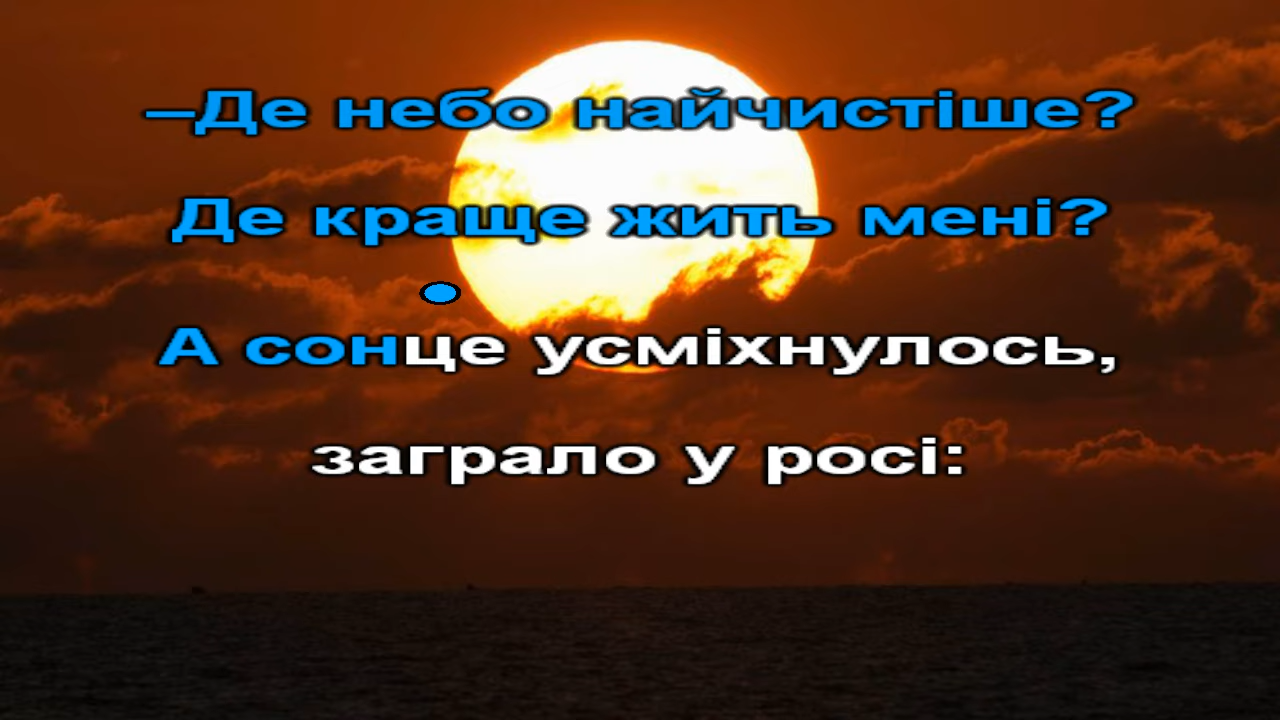 –Де небо найчистіше?
Де краще жить мені?
А сонце усміхнулось,
заграло у росі: